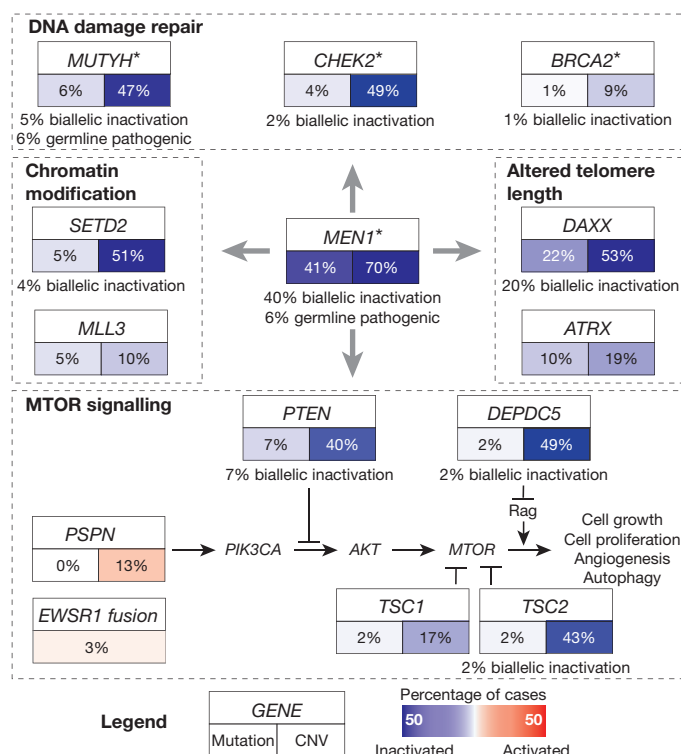 DNA damage repair
MUTYH*
6% 47%
5% biallelic inactivation
6% germline pathogenic
CHEK2*
4% 49%
2% biallelic inactivation
BRCA2*
1% 9%
1% biallelic inactivation
Chromatin
modification
SETD2
5% 51%
4% biallelic inactivation
MLL3
5% 10%
MEN1*
41% 70%
40% biallelic inactivation
6% germline pathogenic
Altered telomere
length
DAXX
22% 53%
20% biallelic inactivation
ATRX
10% 19%
MTOR signalling
PTEN
7% 40%
7% biallelic inactivation
DEPDC5
2% 49%
2% biallelic inactivation
Rag
PSPN
0% 13%
PIK3CA
AKT
MTOR
Cell growth
Cell proliferation
Angiogenesis
Autophagy
EWSR1 fusion
3%
TSC1
2% 17%
TSC2
2% 43%
2% biallelic inactivation
Legend
GENE
Mutation CNV
Percentage of cases
50 50
Inactivated Activated